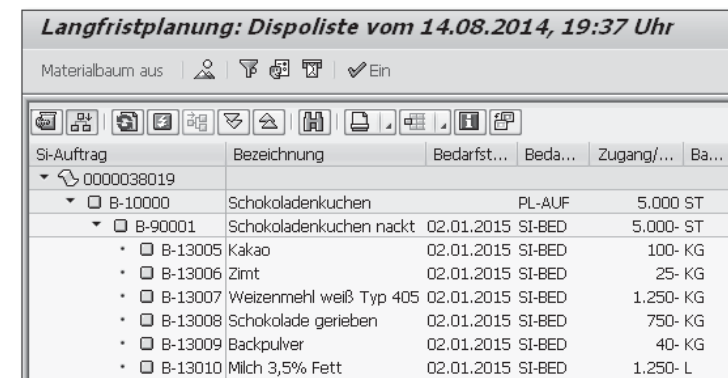 Langfristplanung: Dispoliste vom 14.08.2014, 19:37 Uhr
Materialbaum aus Ein
Si-Auftrag Bezeichnung Bedarfst... Beda... Zugang/... Ba...
0000038019
B-10000 Schokoladenkuchen PL-AUF 5.000 ST
B-90001 Schokoladenkuchen nackt 02.01.2015 SI-BED 5.000- ST
B-13005 Kakao 02.01.2015 SI-BED 100- KG
B-13006 Zimt 02.01.2015 SI-BED 25- KG
B-13007 Weizenmehl weiß Typ 405 02.01.2015 SI-BED 1.250- KG
B-13008 Schokolade gerieben 02.01.2015 SI-BED 750- KG
B-13009 Backpulver 02.01.2015 SI-BED 40- KG
B-13010 Milch 3,5% Fett 02.01.2015 SI-BED 1.250- L